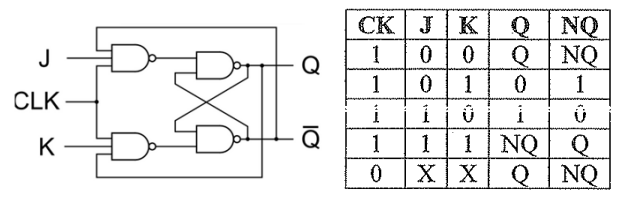 J
CLK
K
Q
Q̅
CK J K Q NQ
1 0 0 Q NQ
1 0 1 0 1
1 1 0 1 0
1 1 1 NQ Q
0 X X Q NQ